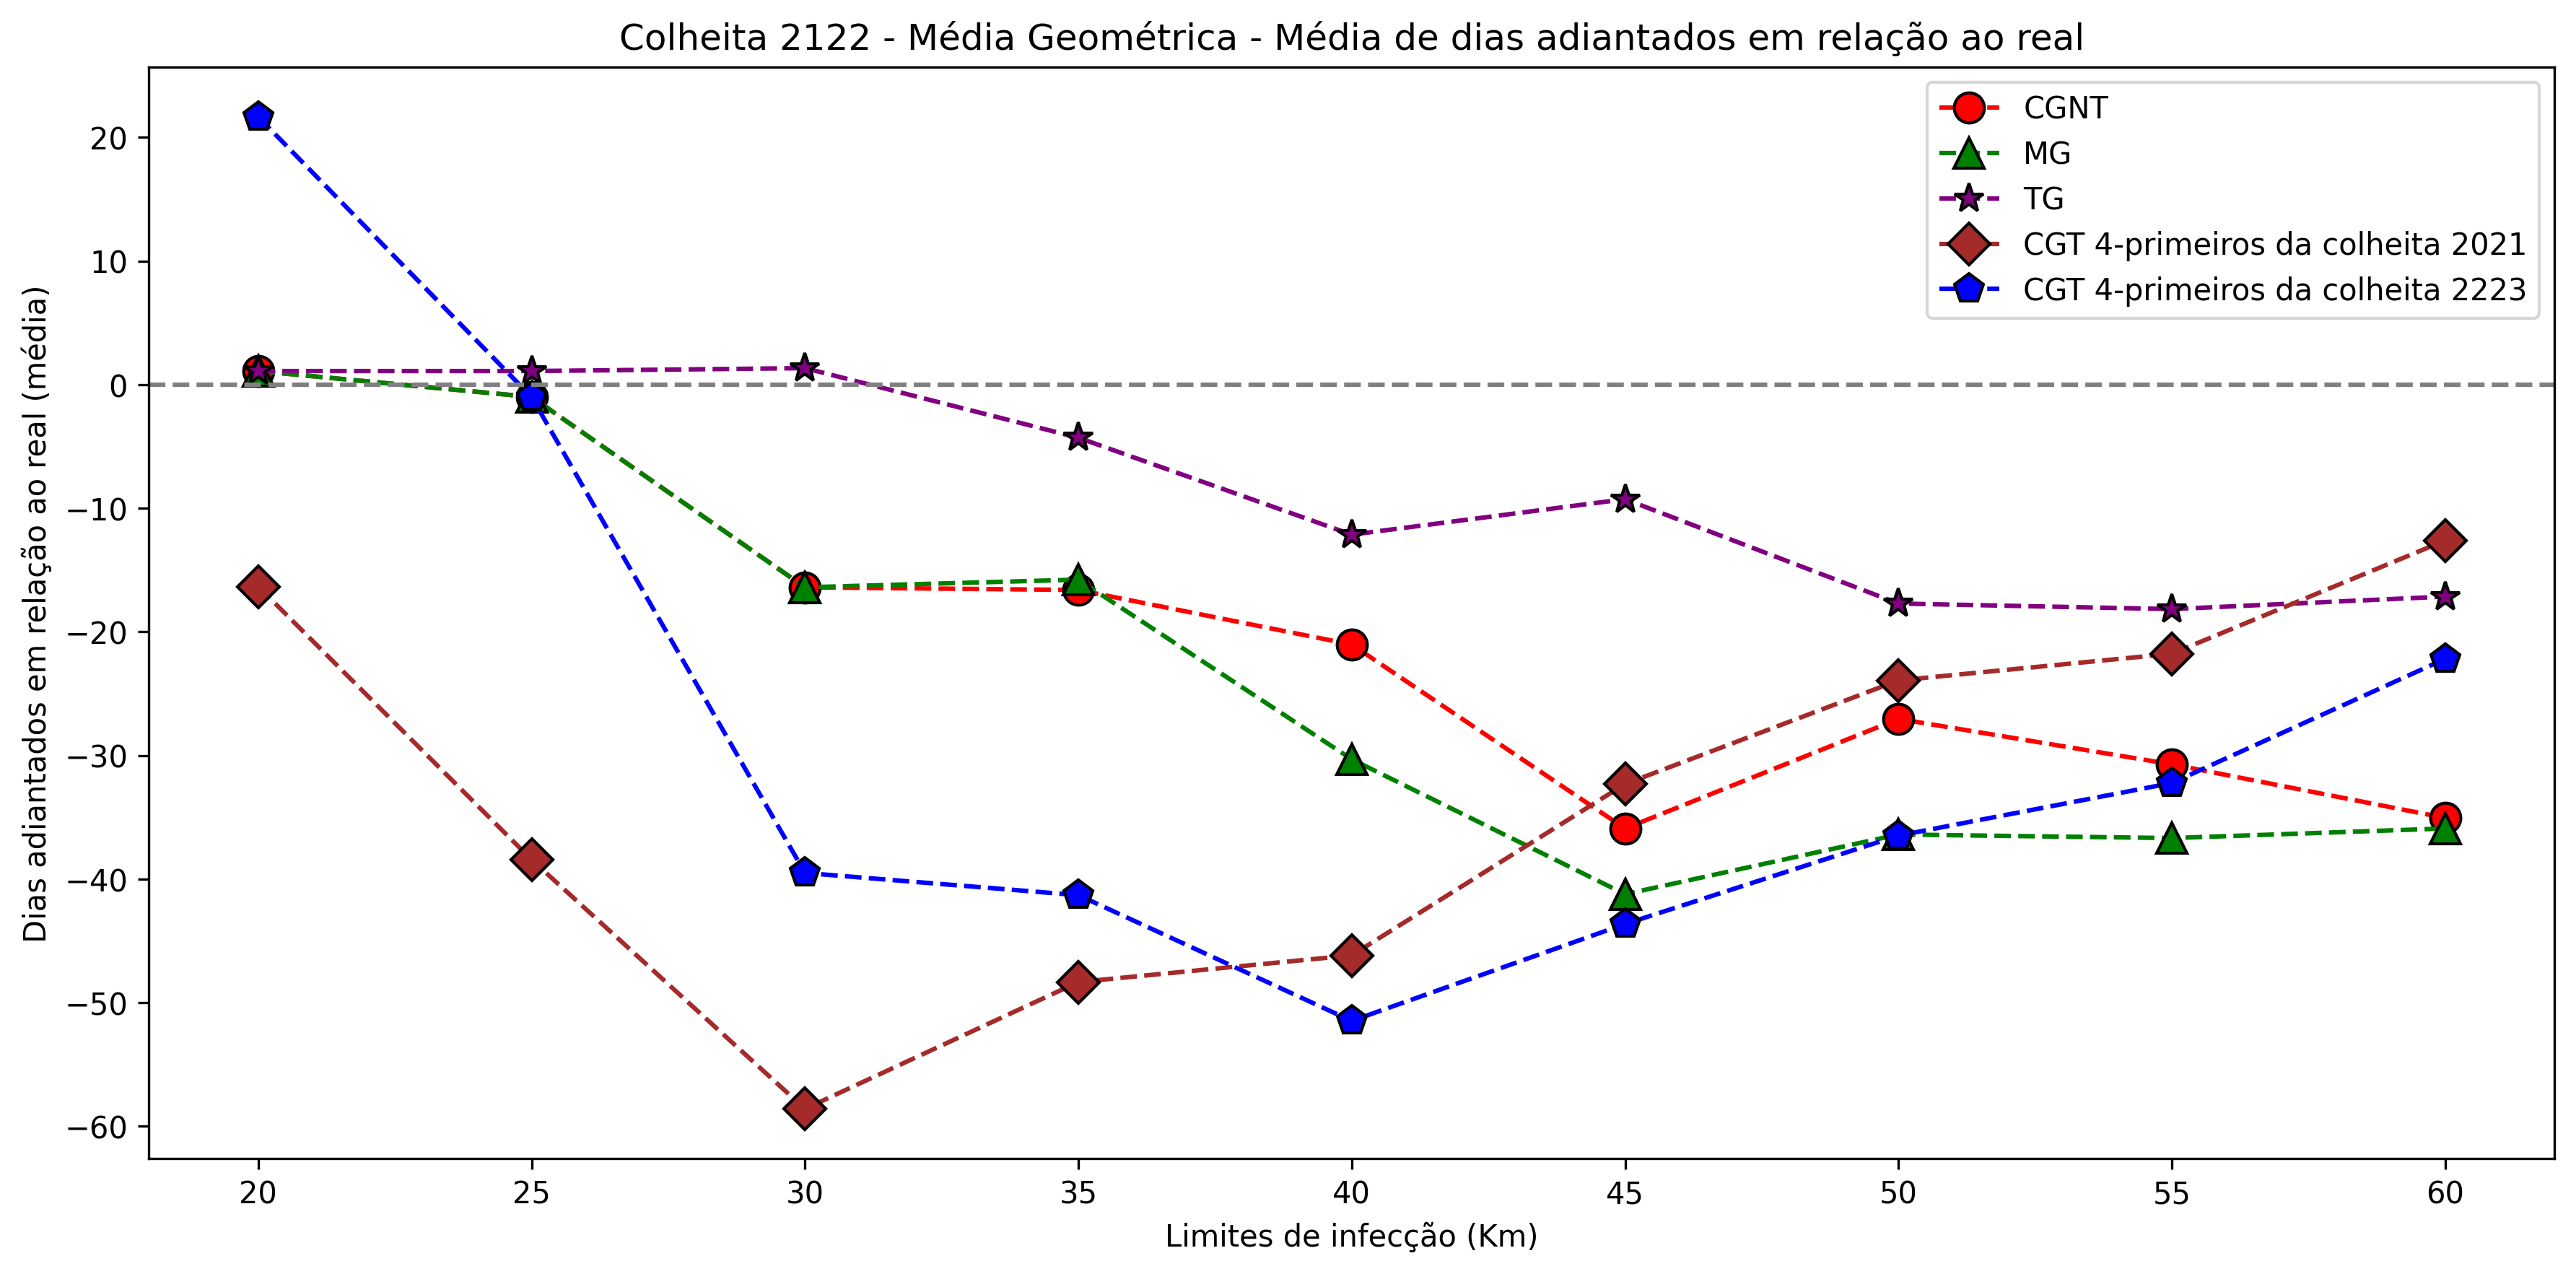 Colheita 2122 - Média Geométrica - Média de dias adiantados em relação ao real
Dias adiantados em relação ao real (média)
20
10
0
−10
−20
−30
−40
−50
−60
CGNT
MG
TG
CGT 4-primeiros da colheita 2021
CGT 4-primeiros da colheita 2223
20 25 30 35 40 45 50 55 60
Limites de infecção (Km)